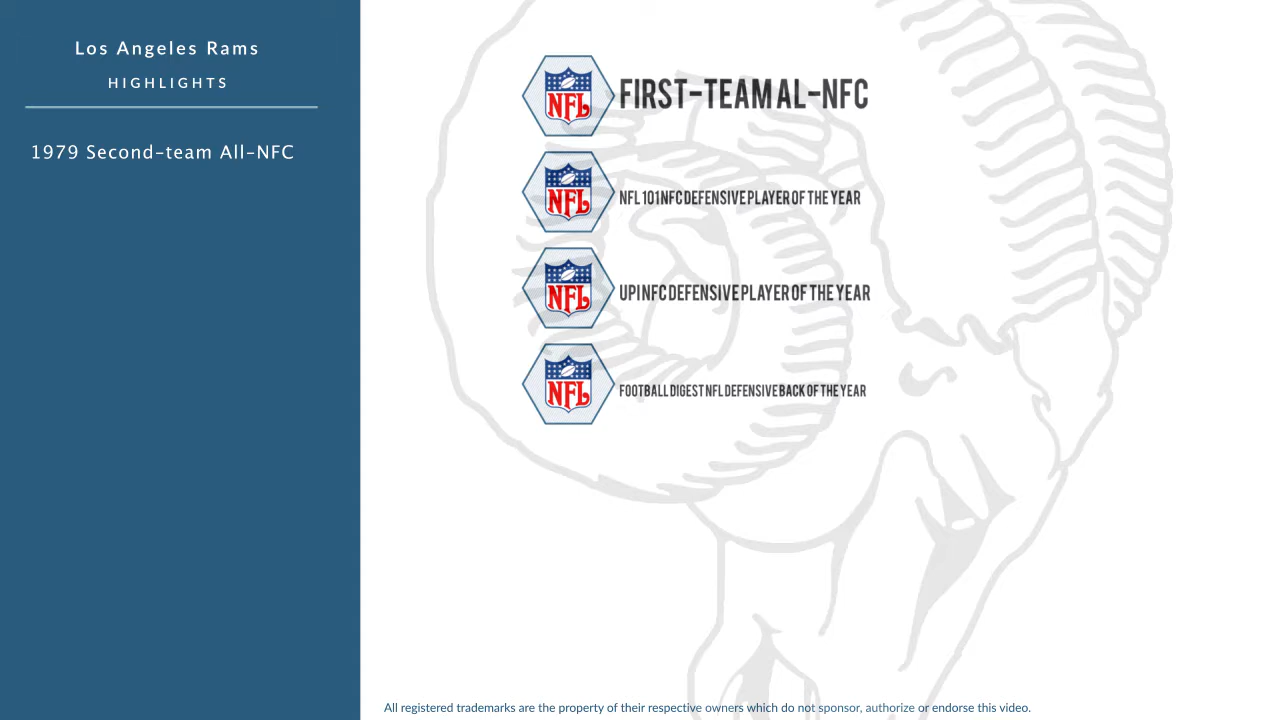 Los Angeles Rams
HIGHLIGHTS
1979 Second-team All-NFC
NFL FIRST-TEAM AL-NFC
NFL NFL 101 NFC DEFENSIVE PLAYER OF THE YEAR
NFL UPI NFC DEFENSIVE PLAYER OF THE YEAR
NFL FOOTBALL DIGEST NFL DEFENSIVE BACK OF THE YEAR
All registered trademarks are the property of their respective owners which do not sponsor, authorize or endorse this video.